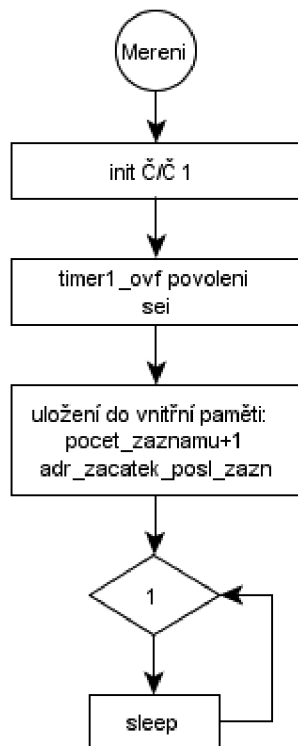 Mereni
init Č/Č 1
timer1_ovf povoleni
sei
uložení do vnitřní paměti:
pocet_zaznamu+1
adr_zacatek_posl_zazn
1
sleep